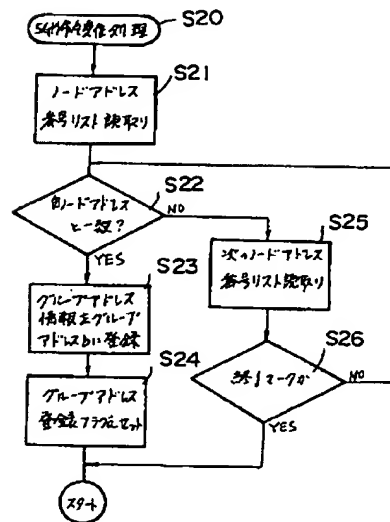 S20
受信処理
S21
ノードアドレス
番号リスト読取り
S22
自ノードアドレス
と一致?
NO
YES
S25
次のノードアドレス
番号リスト読取り
S23
グループアドレス
情報をグループ
アドレス に登録
S24
グループアドレス
登録フラグをセット
S26
終了マークか
NO
YES
スタート